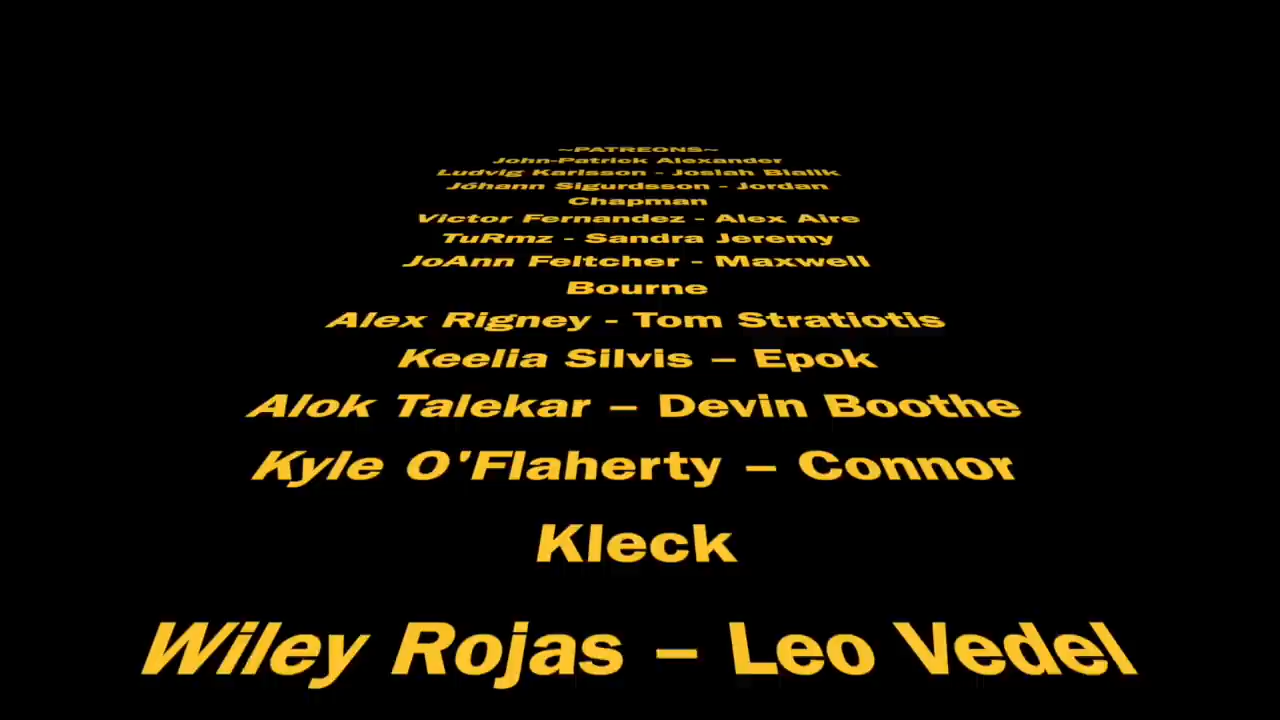 ~PATREONS~
John-Patrick Alexander
Ludvig Karlsson - Josiah Bialik
Jóhann Sigurdsson - Jordan
Chapman
Victor Fernandez - Alex Aire
TuRmz - Sandra Jeremy
JoAnn Feltcher - Maxwell
Bourne
Alex Rigney - Tom Stratiotis
Keelia Silvis – Epok
Alok Talekar – Devin Boothe
Kyle O'Flaherty – Connor
Kleck
Wiley Rojas – Leo Vedel